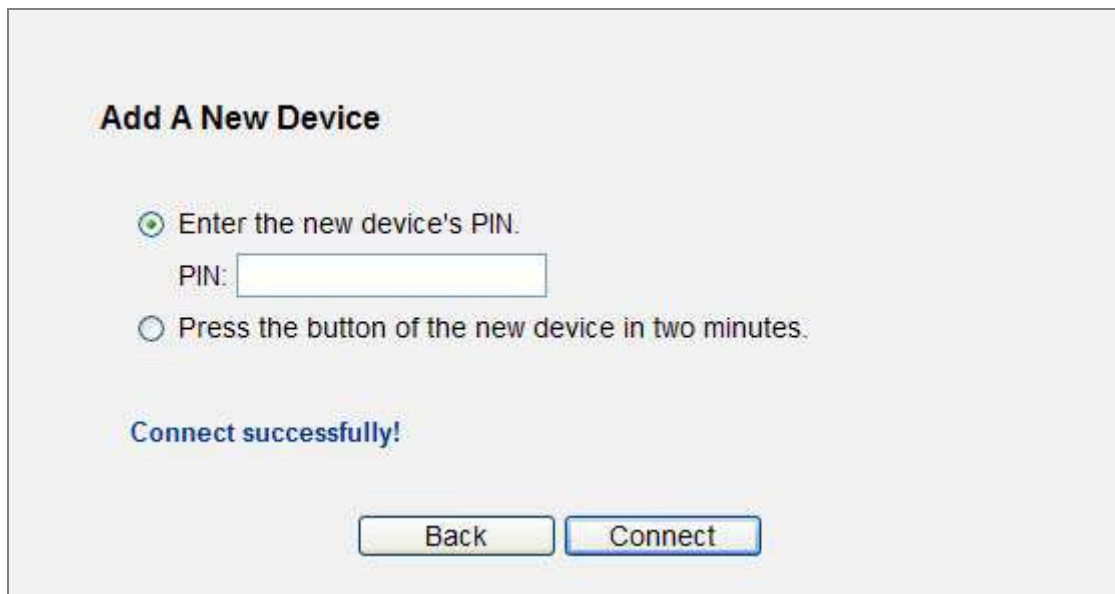 Add A New Device
Enter the new device's PIN.
PIN:
Press the button of the new device in two minutes.
Connect successfully!
Back Connect